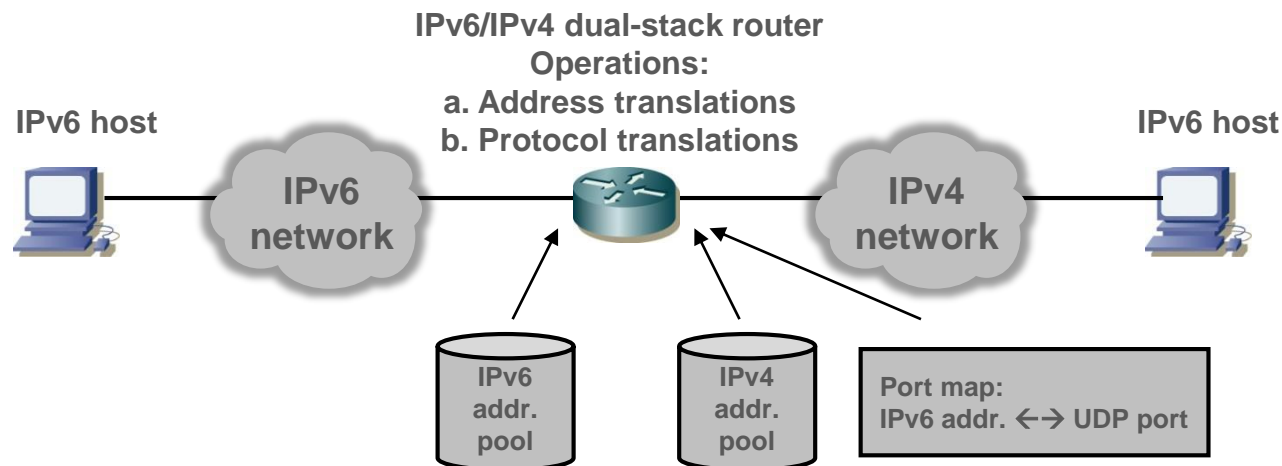 IPv6/IPv4 dual-stack router
Operations:
a. Address translations
b. Protocol translations
IPv6 host
IPv6 host
IPv6
network
IPv4
network
IPv6
addr.
pool
IPv4
addr.
pool
Port map:
IPv6 addr. ←→ UDP port